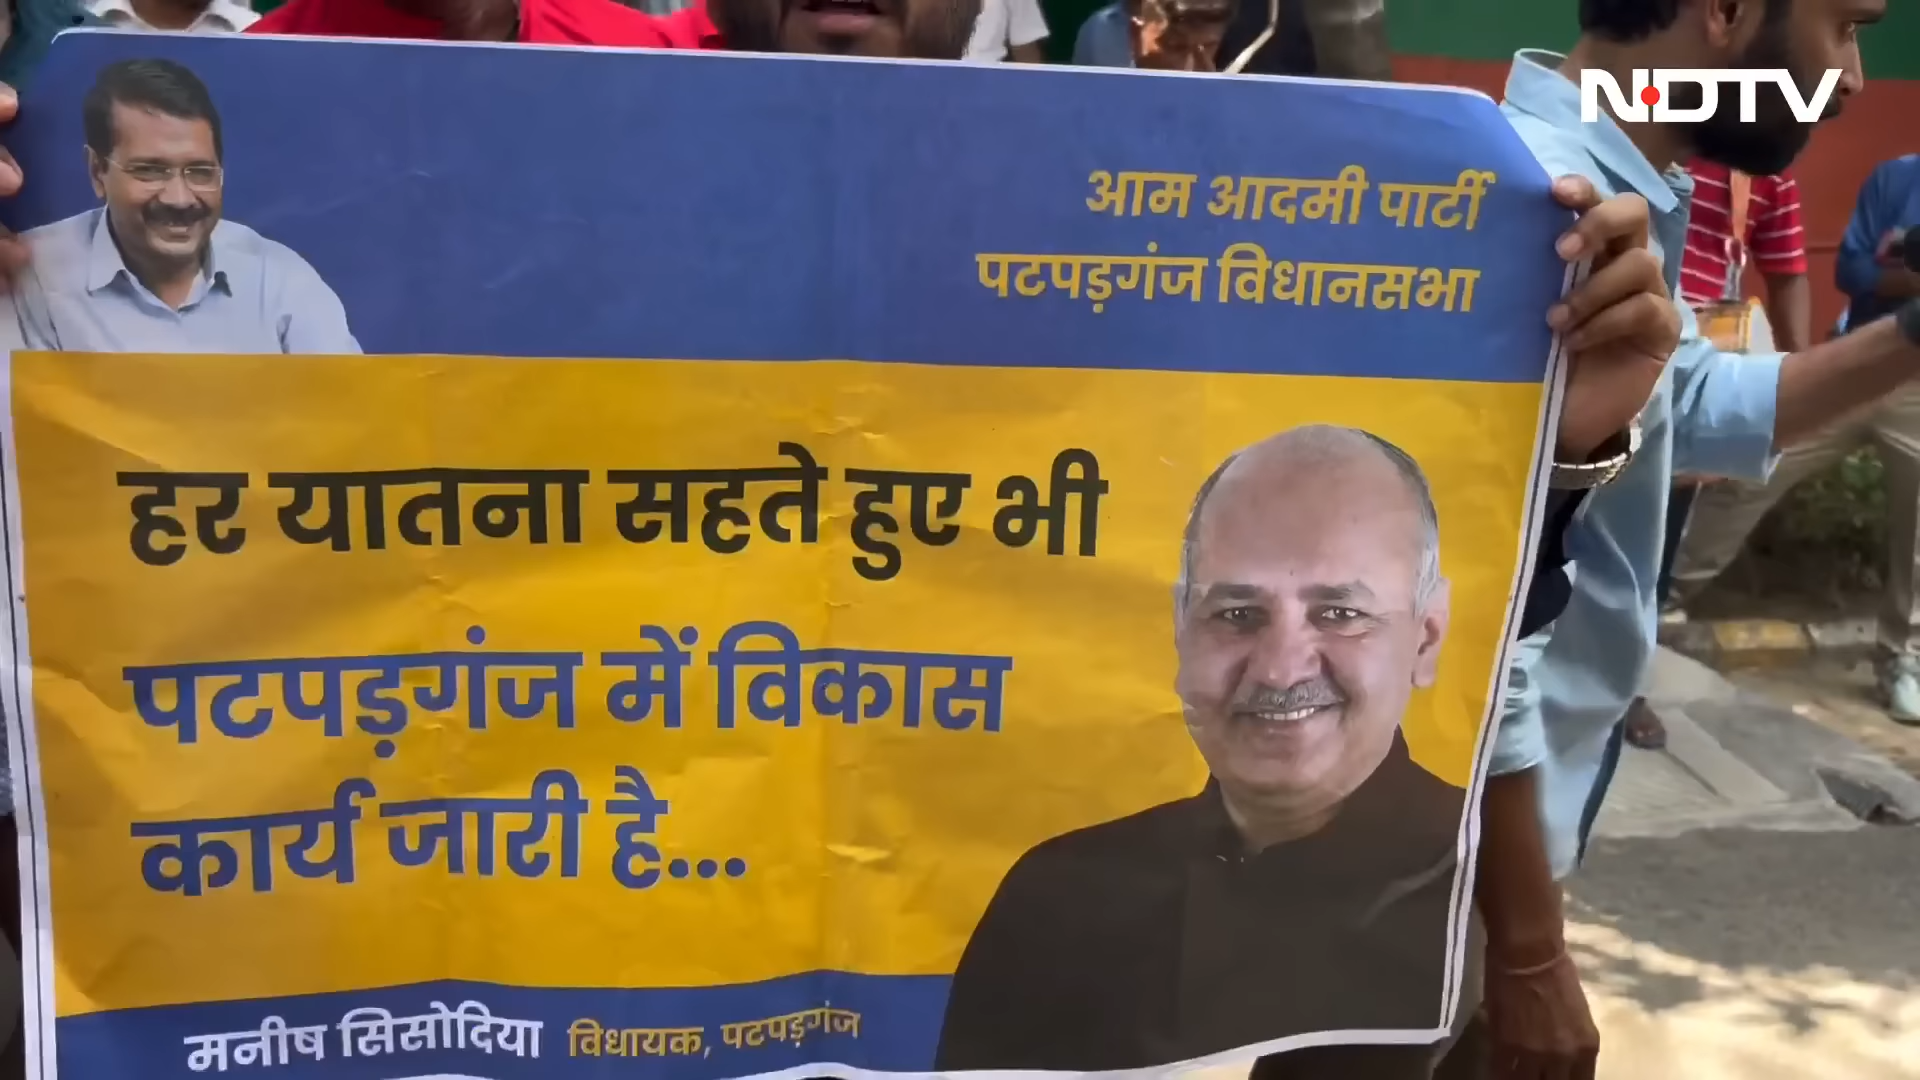 NDTV
आम आदमी पार्टी
पटपड़गंज विधानसभा
हर यातना सहते हुए भी
पटपड़गंज में विकास
कार्य जारी है...
मनीष सिसोदिया विधायक, पटपड़गंज